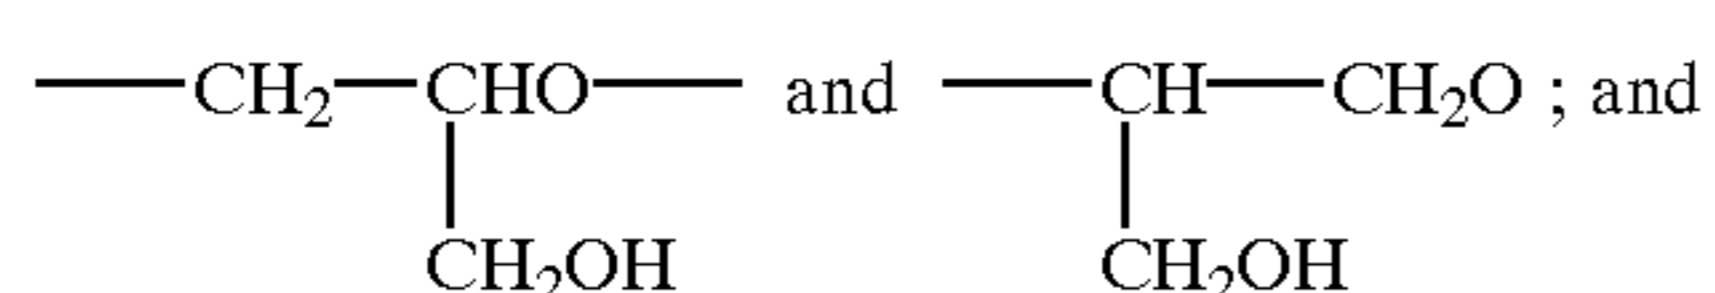 —CH₂—CHO— and —CH—CH₂O ; and
CH₂OH CH₂OH